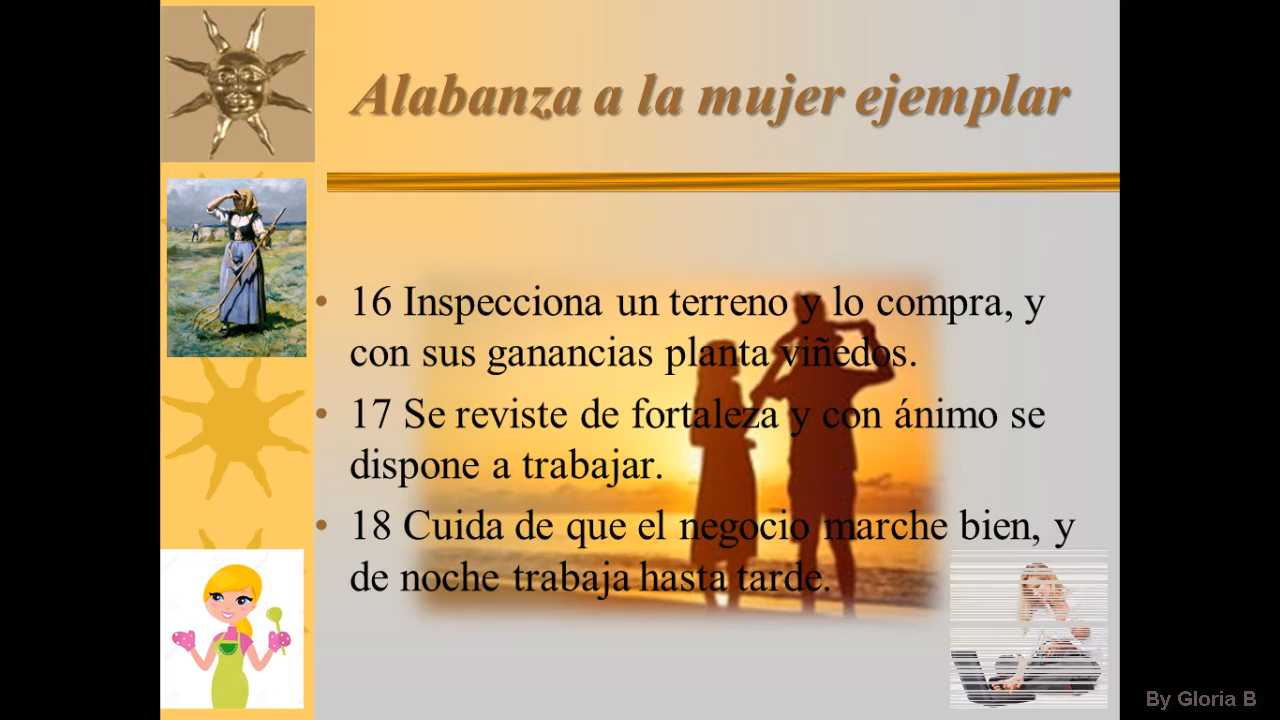 Alabanza a la mujer ejemplar
• 16 Inspecciona un terreno y lo compra, y
con sus ganancias planta viñedos.
• 17 Se reviste de fortaleza y con ánimo se
dispone a trabajar.
• 18 Cuida de que el negocio marche bien, y
de noche trabaja hasta tarde.
By Gloria B